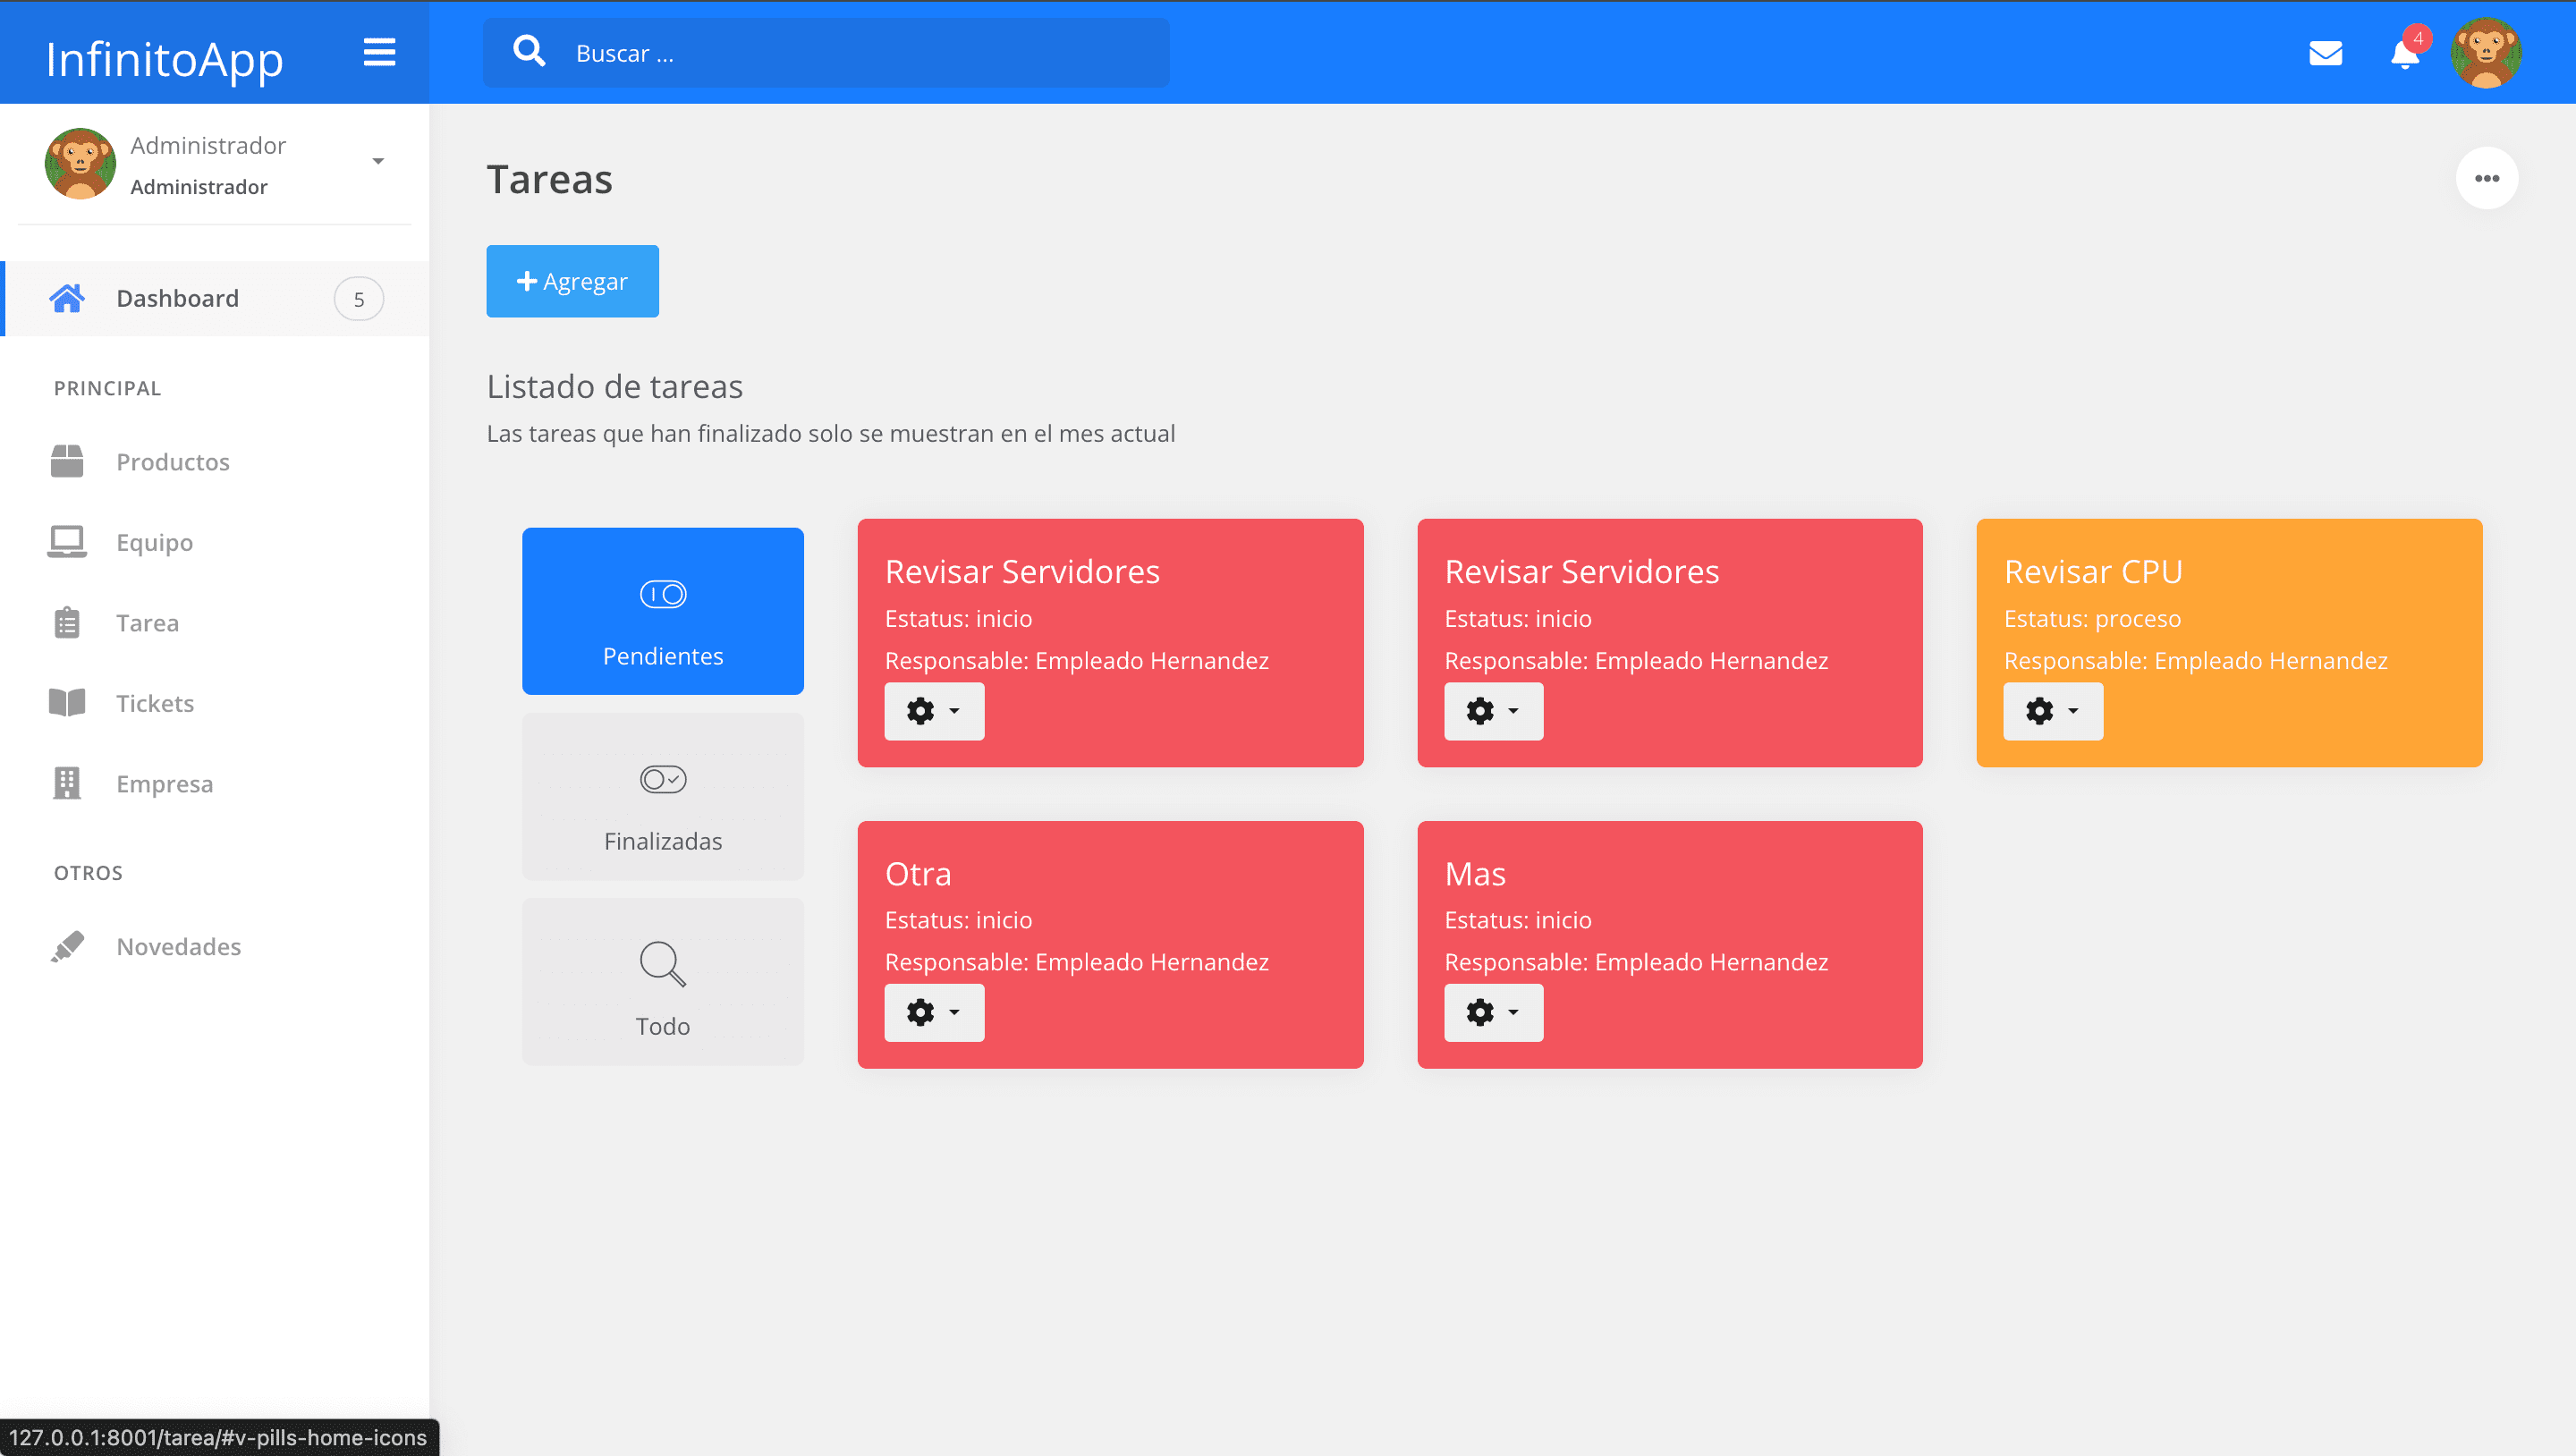 InfinitoApp
Buscar ...
4
Administrador
Administrador
Dashboard
5
PRINCIPAL
Productos
Equipo
Tarea
Tickets
Empresa
OTROS
Novedades
Tareas
Agregar
Listado de tareas
Las tareas que han finalizado solo se muestran en el mes actual
Pendientes
Finalizadas
Todo
Revisar Servidores
Estatus: inicio
Responsable: Empleado Hernandez
Revisar Servidores
Estatus: inicio
Responsable: Empleado Hernandez
Revisar CPU
Estatus: proceso
Responsable: Empleado Hernandez
Otra
Estatus: inicio
Responsable: Empleado Hernandez
Mas
Estatus: inicio
Responsable: Empleado Hernandez
127.0.0.1:8001/tarea/#v-pills-home-icons